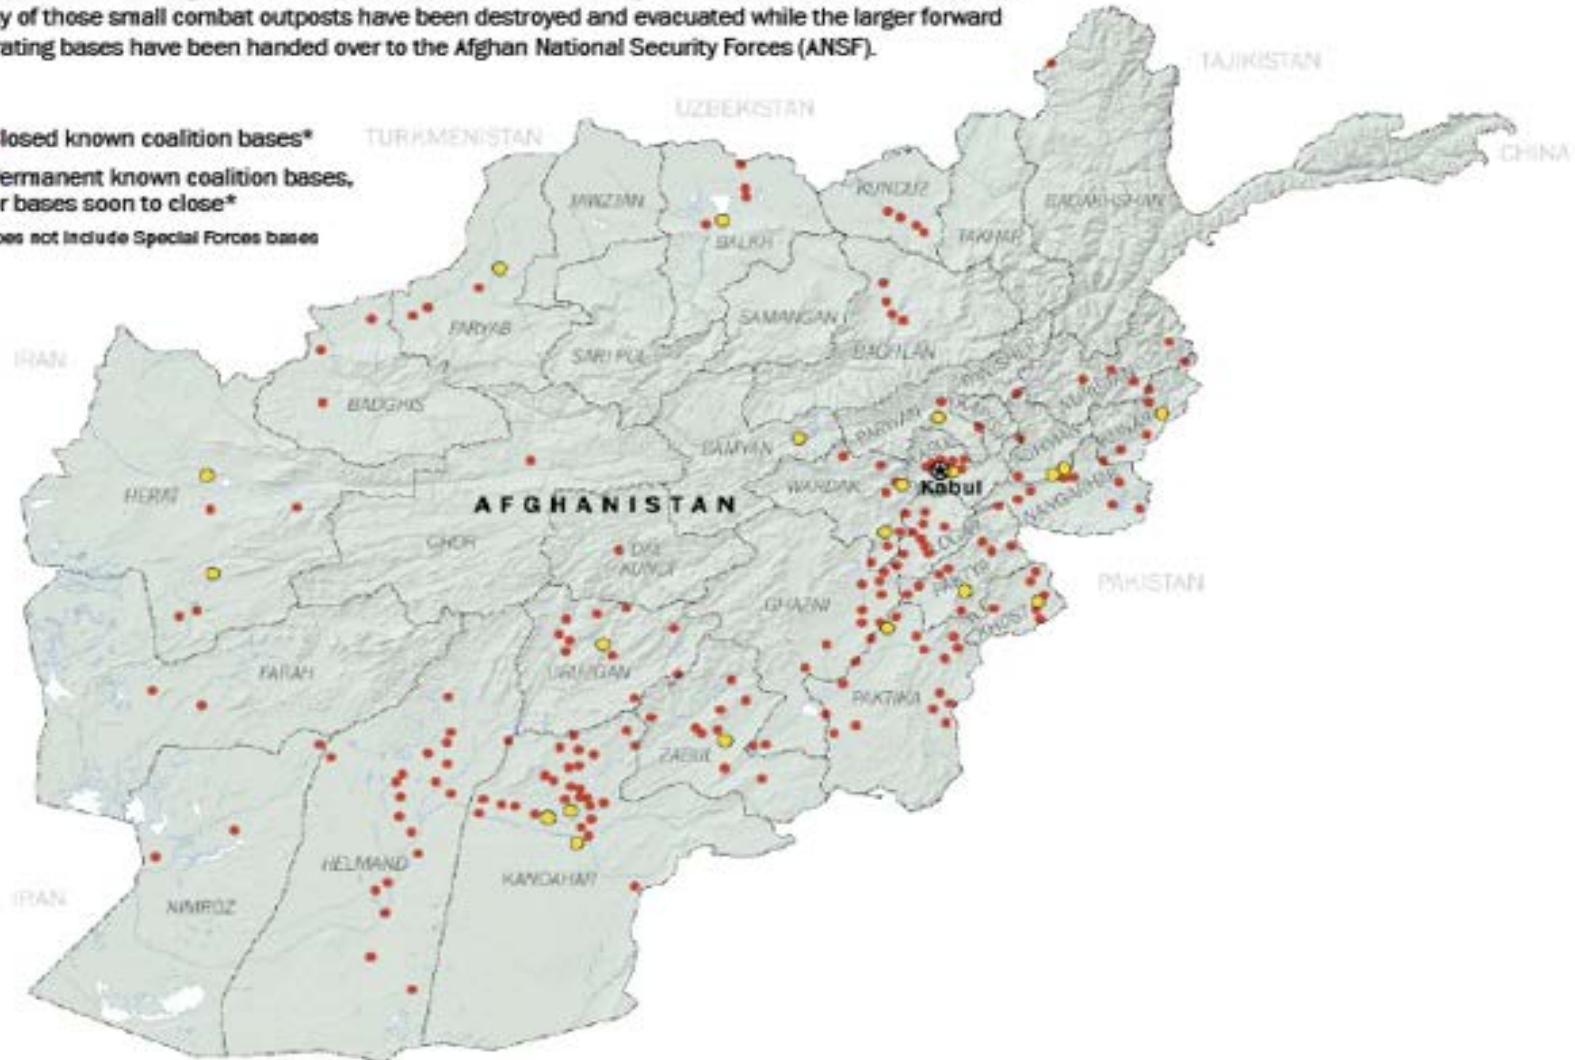 y of those small combat outposts have been destroyed and evacuated while the larger forward
rating bases have been handed over to the Afghan National Security Forces (ANSF).
TAJIKISTAN
UZBEKISTAN
TURKMENISTAN
losed known coalition bases*
CHINA
ermanent known coalition bases,
r bases soon to close*
oes not include Special Forces bases
JAWZJAN
KUNDUZ
BADAKHSHAN
BALKH
TAKHAR
SAMANGAN
FARYAB
SARI PUL
BAGHLAN
IRAN
BADGHIS
PARWAN
BAMYAN
WARDAK
Kabul
HERAT
AFGHANISTAN
NANGARHAR
GHOR
DAI
KUNDI
PAKISTAN
GHAZNI
PAKTYA
KHOST
FARAH
URUZGAN
PAKTIKA
ZABUL
HELMAND
KANDAHAR
IRAN
NIMROZ